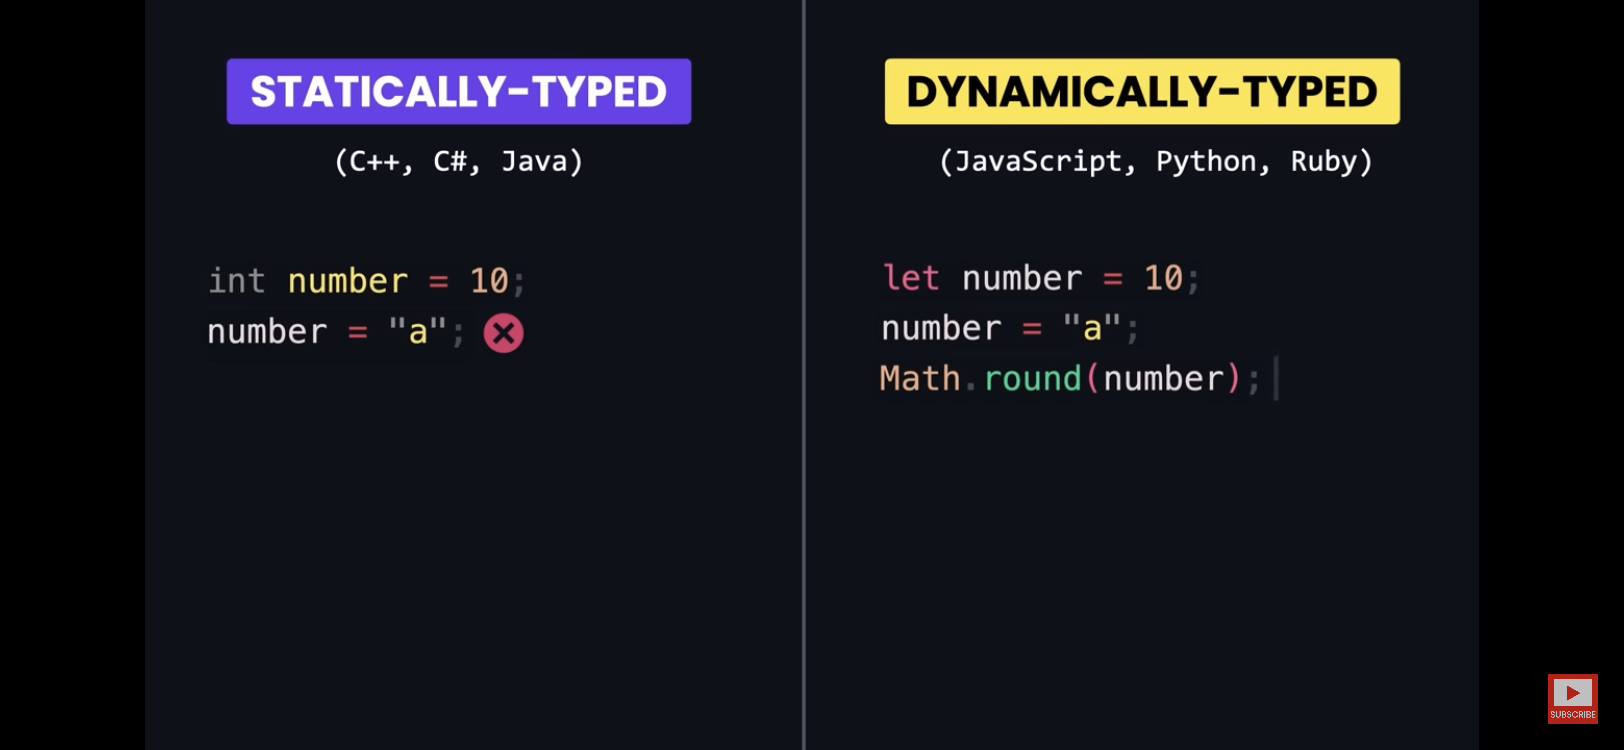 STATICALLY-TYPED
(C++, C#, Java)
int number = 10;
number = "a";
DYNAMICALLY-TYPED
(JavaScript, Python, Ruby)
let number = 10;
number = "a";
Math.round(number);
SUBSCRIBE